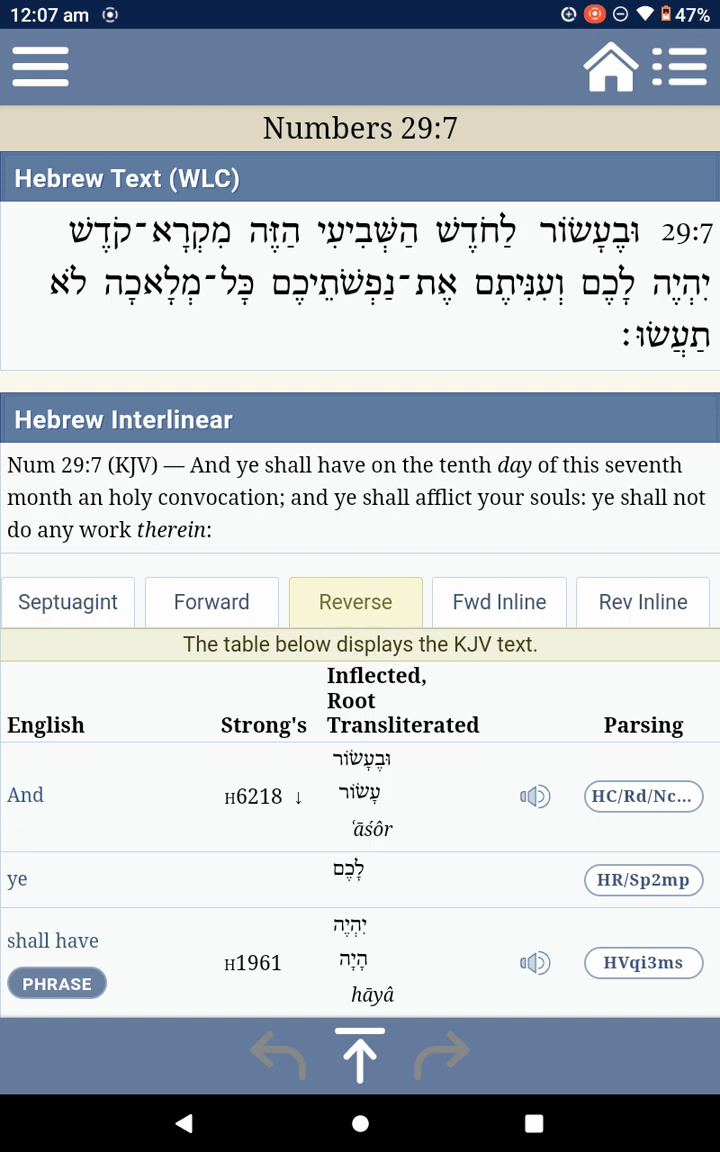 12:07 am
47%
Numbers 29:7
Hebrew Text (WLC)
29:7 וּבֶעָשׂוֹר לַחֹדֶשׁ הַשְּׁבִיעִי הַזֶּה מִקְרָא־קֹדֶשׁ
יִהְיֶה לָכֶם וְעִנִּיתֶם אֶת־נַפְשֹׁתֵיכֶם כָּל־מְלָאכָה לֹא
תַעֲשׂוּ׃
Hebrew Interlinear
Num 29:7 (KJV) — And ye shall have on the tenth day of this seventh
month an holy convocation; and ye shall afflict your souls: ye shall not
do any work therein:
Septuagint Forward Reverse Fwd Inline Rev Inline
The table below displays the KJV text.
English Strong's Inflected,
Root
Transliterated Parsing
And H6218 ↓ וּבֶעָשׂוֹר
עָשׂוֹר
ʿāśôr HC/Rd/Nc...
ye לָכֶם HR/Sp2mp
shall have H1961 יִהְיֶה
הָיָה
hāyâ HVqi3ms
PHRASE